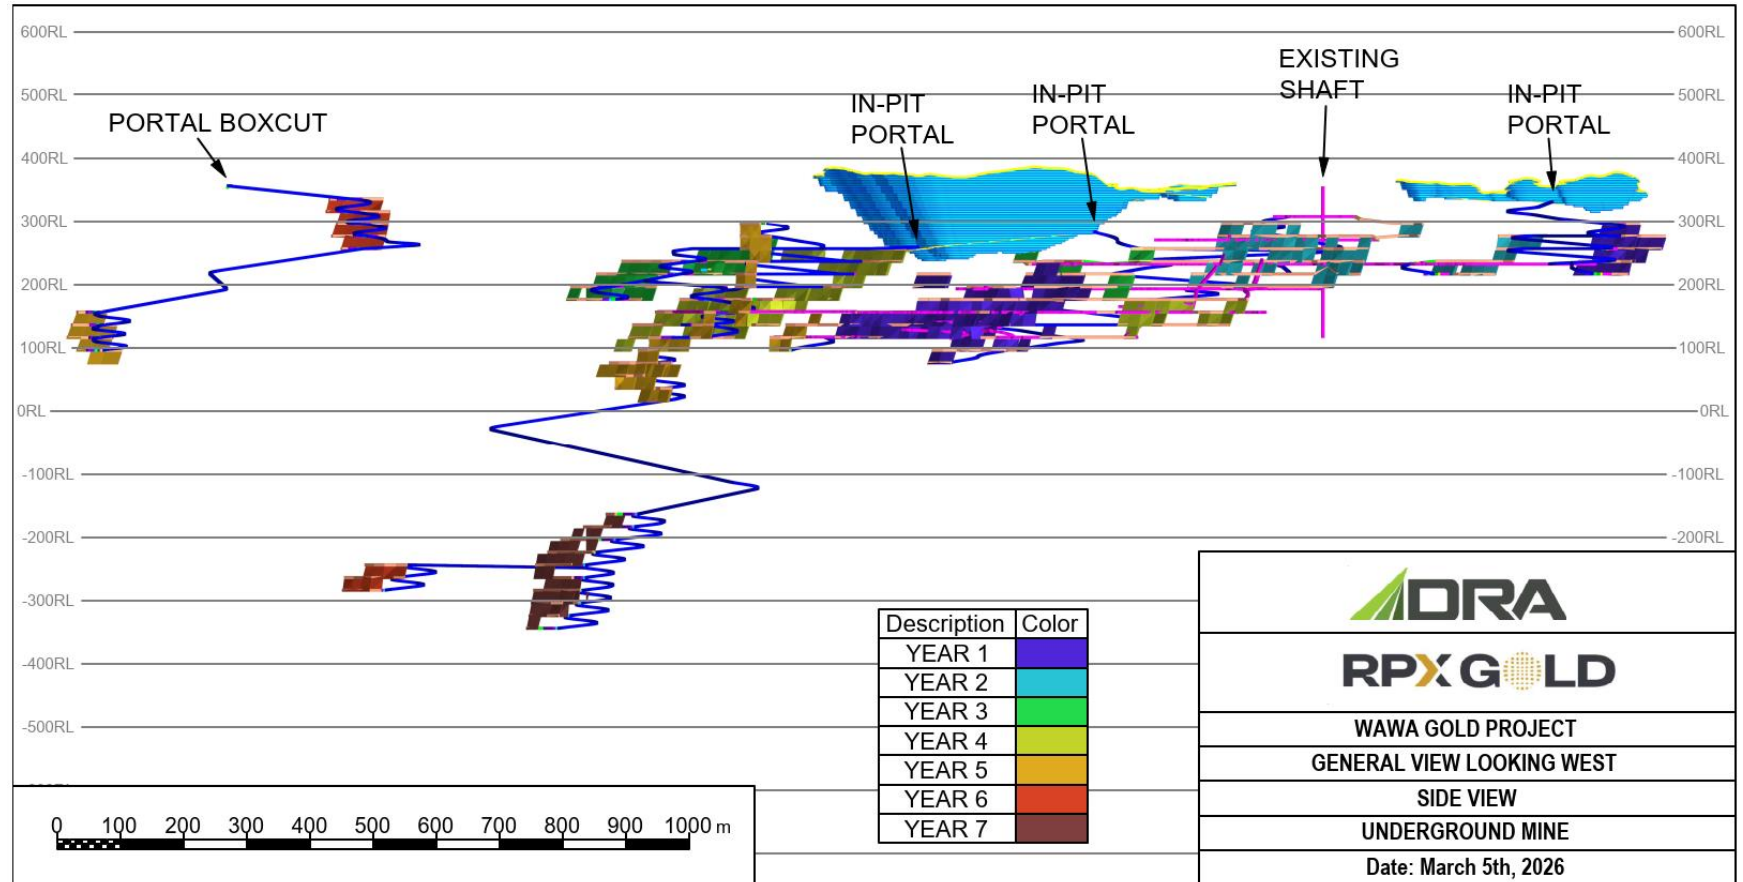 600RL
600RL
500RL
500RL
400RL
400RL
300RL
300RL
200RL
200RL
100RL
100RL
0RL
0RL
-100RL
-100RL
-200RL
-200RL
-300RL
-400RL
-500RL
PORTAL BOXCUT
IN-PIT
PORTAL
IN-PIT
PORTAL
EXISTING
SHAFT
IN-PIT
PORTAL
0 100 200 300 400 500 600 700 800 900 1000 m
Description Color
YEAR 1
YEAR 2
YEAR 3
YEAR 4
YEAR 5
YEAR 6
YEAR 7
DRA
RPX GOLD
WAWA GOLD PROJECT
GENERAL VIEW LOOKING WEST
SIDE VIEW
UNDERGROUND MINE
Date: March 5th, 2026